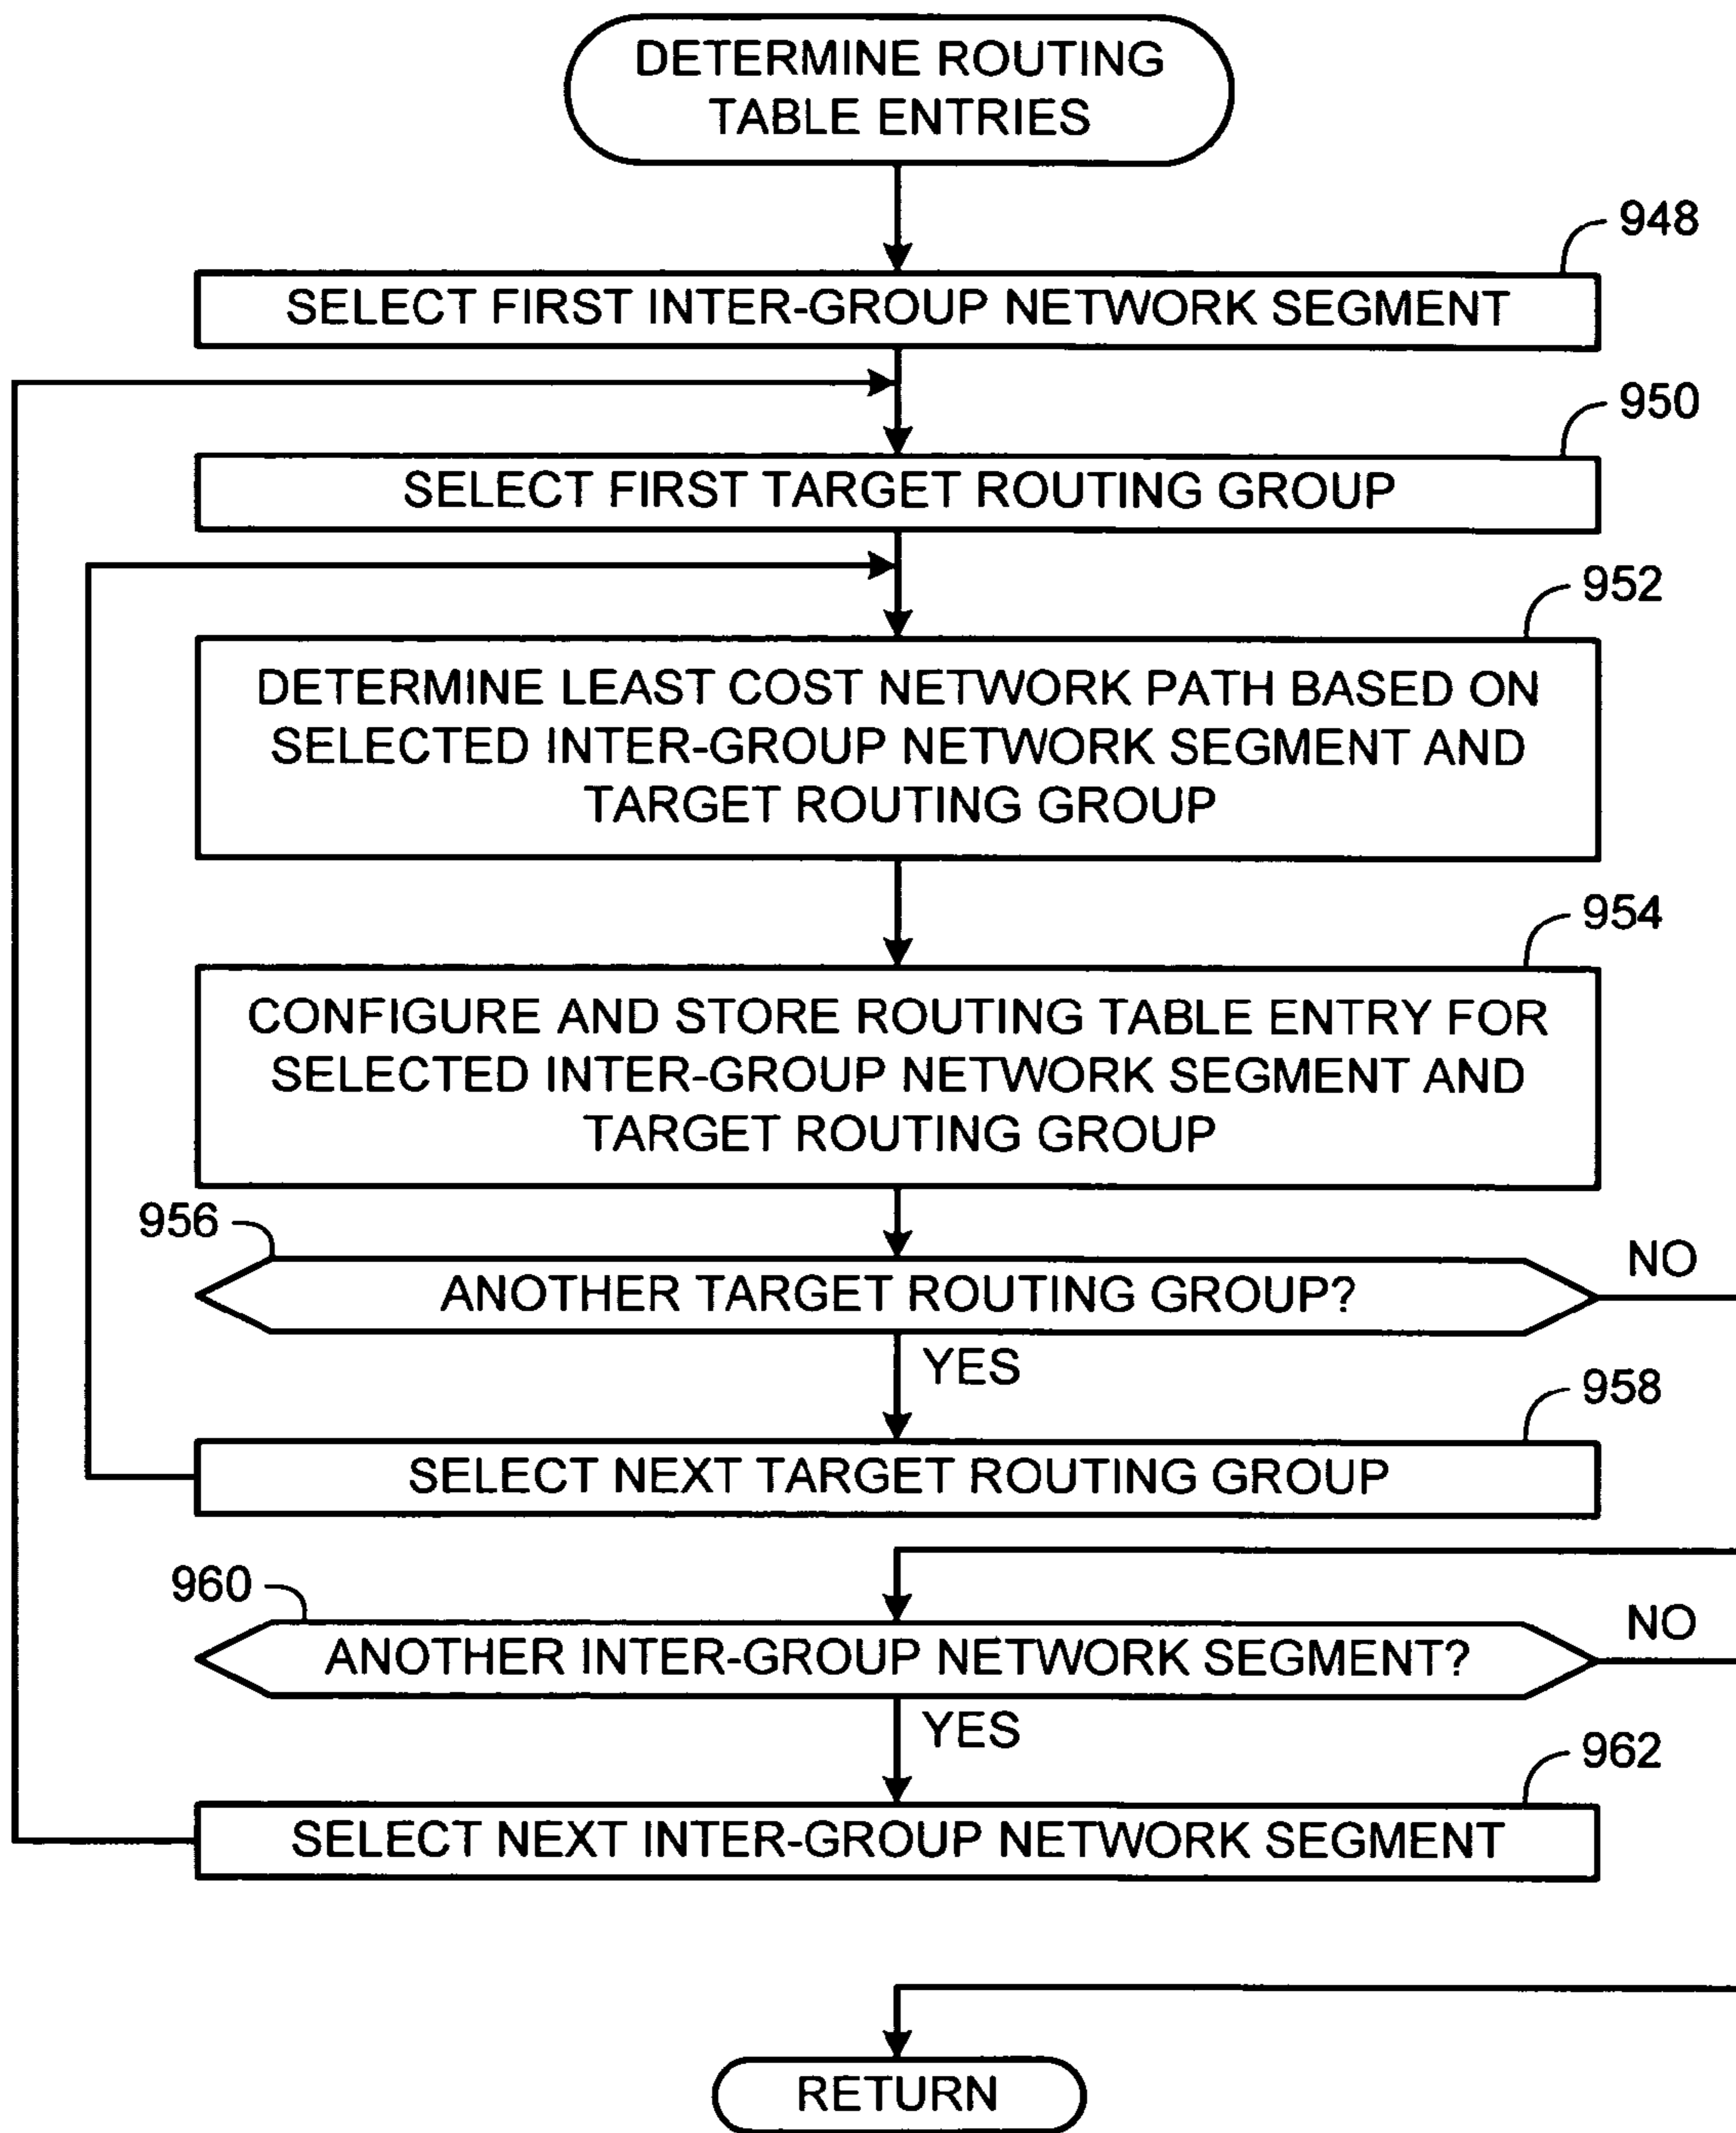 DETERMINE ROUTING
TABLE ENTRIES
948
SELECT FIRST INTER-GROUP NETWORK SEGMENT
950
SELECT FIRST TARGET ROUTING GROUP
952
DETERMINE LEAST COST NETWORK PATH BASED ON
SELECTED INTER-GROUP NETWORK SEGMENT AND
TARGET ROUTING GROUP
954
CONFIGURE AND STORE ROUTING TABLE ENTRY FOR
SELECTED INTER-GROUP NETWORK SEGMENT AND
TARGET ROUTING GROUP
956
ANOTHER TARGET ROUTING GROUP?
NO
YES
958
SELECT NEXT TARGET ROUTING GROUP
960
ANOTHER INTER-GROUP NETWORK SEGMENT?
NO
YES
962
SELECT NEXT INTER-GROUP NETWORK SEGMENT
RETURN